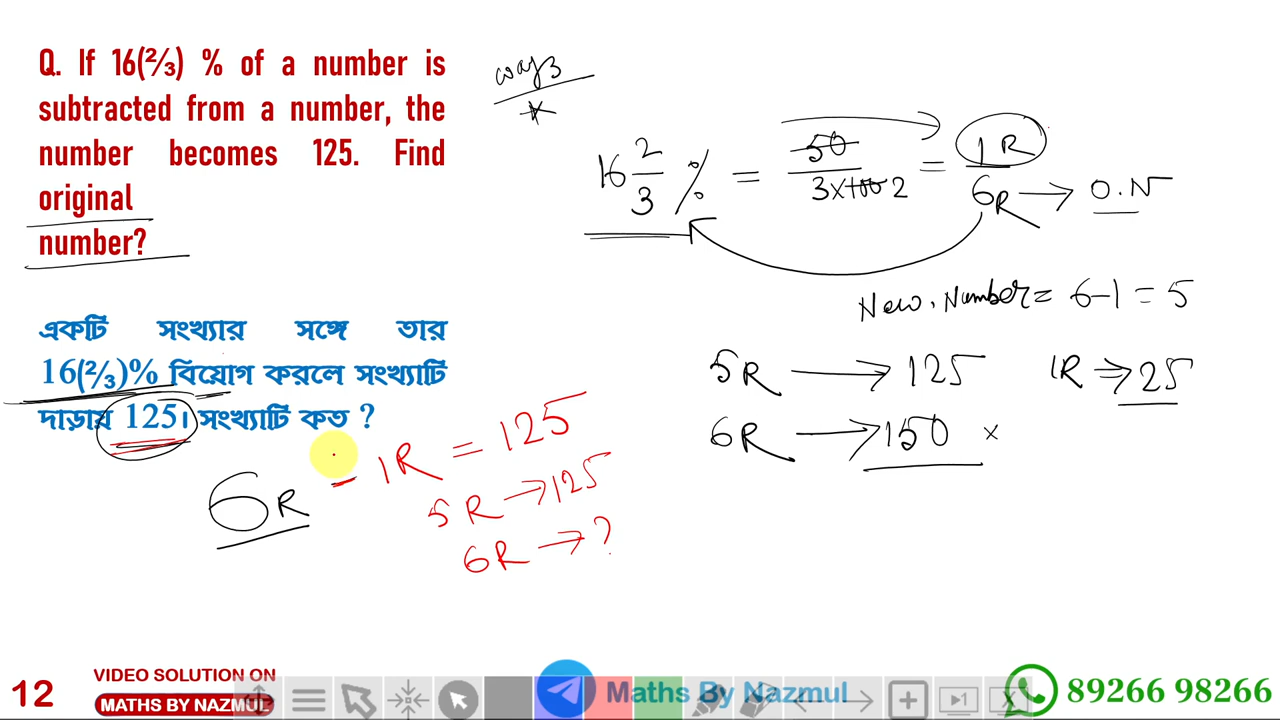 Q. If 16(⅔) % of a number is
subtracted from a number, the
number becomes 125. Find
original
number?
একটি সংখ্যার সঙ্গে তার
16(⅔)% বিয়োগ করলে সংখ্যাটি
দাড়ায় 125। সংখ্যাটি কত ?
16 2/3 % = 50/3×100 2 = 1R/6R → O.N
New. Number = 6-1 = 5
5R → 125 1R ⇒ 25
6R → 150 ×
6R - 1R = 125
5R → 125
6R → ?
12
VIDEO SOLUTION ON
MATHS BY NAZMUL
Maths By Nazmul
89266 98266